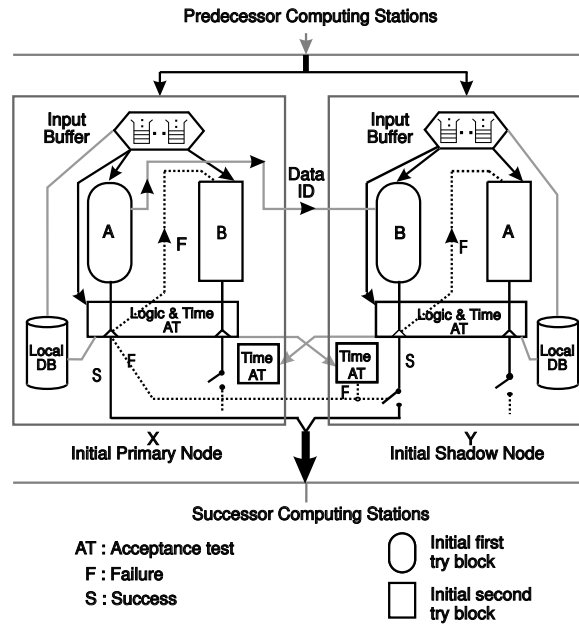 Predecessor Computing Stations
Input
Buffer
Input
Buffer
Data
ID
A
B
B
A
F
F
Logic & Time
AT
Logic & Time
AT
Local
DB
Time
AT
Time
AT
Local
DB
S
F
F
S
X
Initial Primary Node
Y
Initial Shadow Node
Successor Computing Stations
AT : Acceptance test
F : Failure
S : Success
Initial first
try block
Initial second
try block